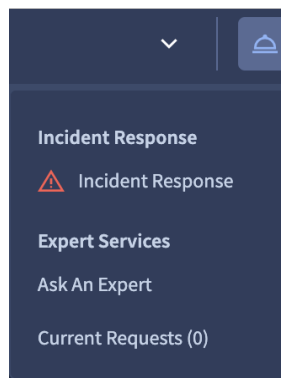 Incident Response
Incident Response
Expert Services
Ask An Expert
Current Requests (0)